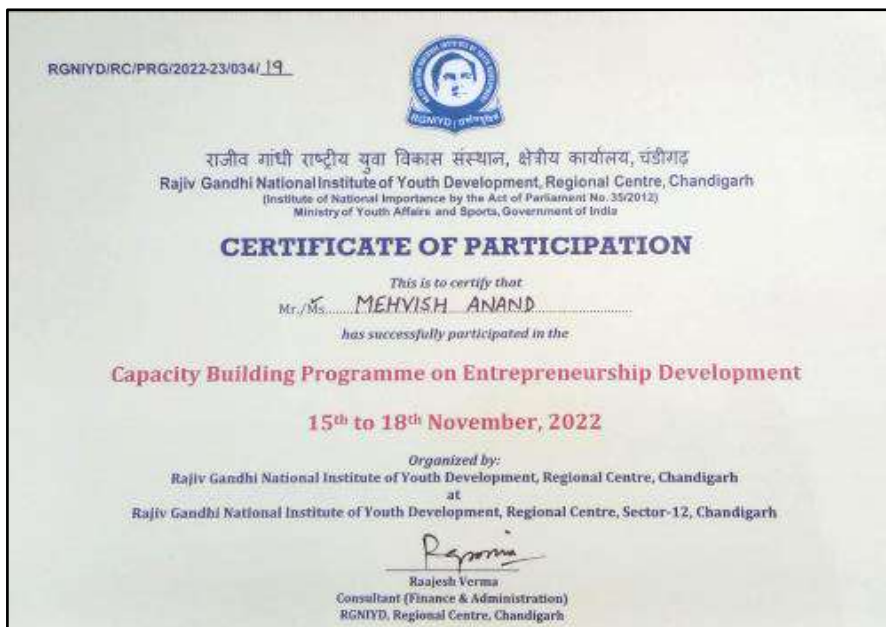 RGNIYD/RC/PRG/2022-23/034/ 19
RGNIYD
राजीव गांधी राष्ट्रीय युवा विकास संस्थान, क्षेत्रीय कार्यालय, चंडीगढ़
Rajiv Gandhi National Institute of Youth Development, Regional Centre, Chandigarh
(Institute of National Importance by the Act of Parliament No. 35/2012)
Ministry of Youth Affairs and Sports, Government of India
CERTIFICATE OF PARTICIPATION
This is to certify that
Mr./Ms. MEHVISH ANAND
has successfully participated in the
Capacity Building Programme on Entrepreneurship Development
15th to 18th November, 2022
Organized by:
Rajiv Gandhi National Institute of Youth Development, Regional Centre, Chandigarh
at
Rajiv Gandhi National Institute of Youth Development, Regional Centre, Sector-12, Chandigarh
Raajesh Verma
Consultant (Finance & Administration)
RGNIYD, Regional Centre, Chandigarh